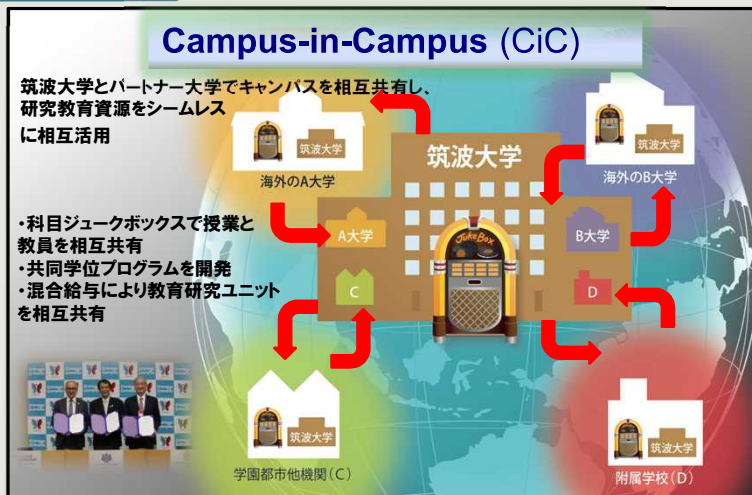 Campus-in-Campus (CiC)
筑波大学とパートナー大学でキャンパスを相互共有し、
研究教育資源をシームレス
に相互活用
筑波大学
海外のA大学
筑波大学
筑波大学
海外のB大学
・科目ジュークボックスで授業と
教員を相互共有
・共同学位プログラムを開発
・混合給与により教育研究ユニット
を相互共有
A大学
JukeBox
B大学
C
D
筑波大学
学園都市他機関(C)
筑波大学
附属学校(D)